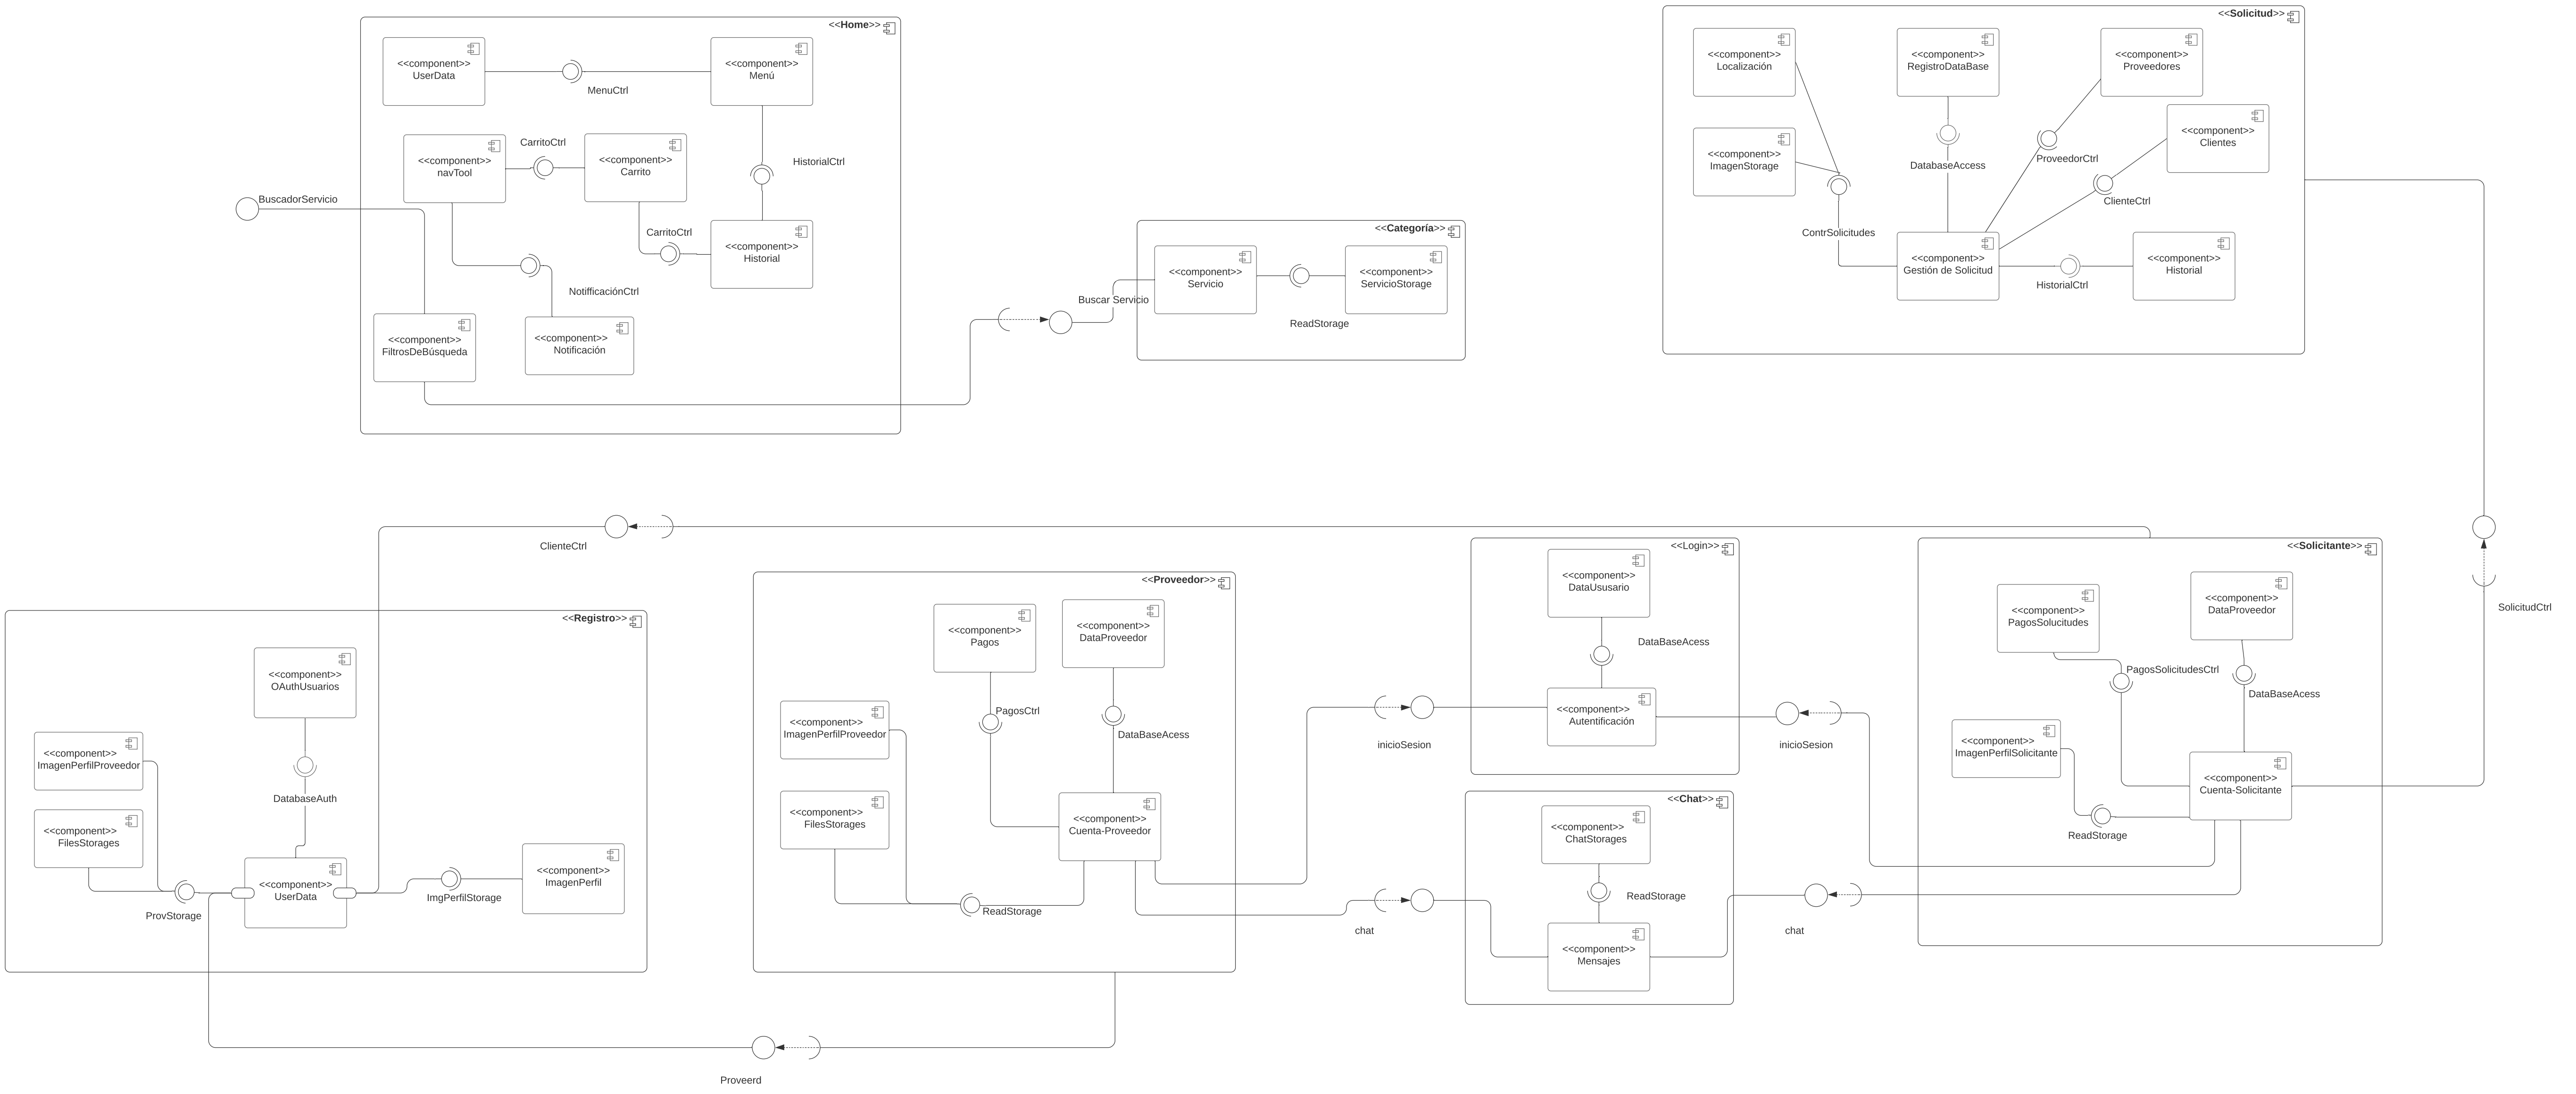 <<Home>>
<<component>>
UserData
MenuCtrl
<<component>>
Menú
CarritoCtrl
<<component>>
navTool
<<component>>
Carrito
HistorialCtrl
BuscadorServicio
CarritoCtrl
<<component>>
Historial
NotifficaciónCtrl
<<component>>
FiltrosDeBúsqueda
<<component>>
Notificación
<<Categoría>>
<<component>>
Servicio
<<component>>
ServicioStorage
Buscar Servicio
ReadStorage
<<Solicitud>>
<<component>>
Localización
<<component>>
RegistroDataBase
<<component>>
Proveedores
<<component>>
ImagenStorage
DatabaseAccess
ProveedorCtrl
<<component>>
Clientes
ClienteCtrl
ContrSolicitudes
<<component>>
Gestión de Solicitud
HistorialCtrl
<<component>>
Historial
ClienteCtrl
<<Registro>>
<<component>>
OAuthUsuarios
<<component>>
ImagenPerfilProveedor
DatabaseAuth
<<component>>
FilesStorages
<<component>>
UserData
ProvStorage
ImgPerfilStorage
<<component>>
ImagenPerfil
<<Proveedor>>
<<component>>
Pagos
<<component>>
DataProveedor
<<component>>
ImagenPerfilProveedor
PagosCtrl
DataBaseAcess
<<component>>
FilesStorages
<<component>>
Cuenta-Proveedor
ReadStorage
Proveerd
<<Login>>
<<component>>
DataUsusario
DataBaseAcess
<<component>>
Autentificación
inicioSesion
inicioSesion
<<Chat>>
<<component>>
ChatStorages
ReadStorage
<<component>>
Mensajes
chat
chat
<<Solicitante>>
<<component>>
PagosSolucitudes
<<component>>
DataProveedor
PagosSolicitudesCtrl
DataBaseAcess
<<component>>
ImagenPerfilSolicitante
<<component>>
Cuenta-Solicitante
ReadStorage
SolicitudCtrl